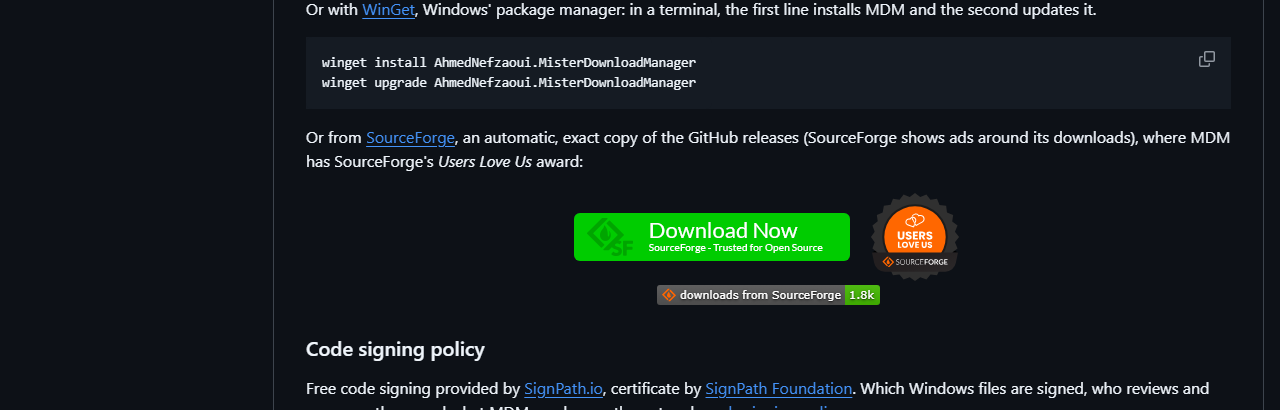 Or with WinGet, Windows' package manager: in a terminal, the first line installs MDM and the second updates it.
winget install AhmedNefzaoui.MisterDownloadManager
winget upgrade AhmedNefzaoui.MisterDownloadManager
Or from SourceForge, an automatic, exact copy of the GitHub releases (SourceForge shows ads around its downloads), where MDM
has SourceForge's Users Love Us award:
SF
Download Now
SourceForge - Trusted for Open Source
USERS
LOVE US
SOURCEFORGE
downloads from SourceForge 1.8k
Code signing policy
Free code signing provided by SignPath.io, certificate by SignPath Foundation. Which Windows files are signed, who reviews and